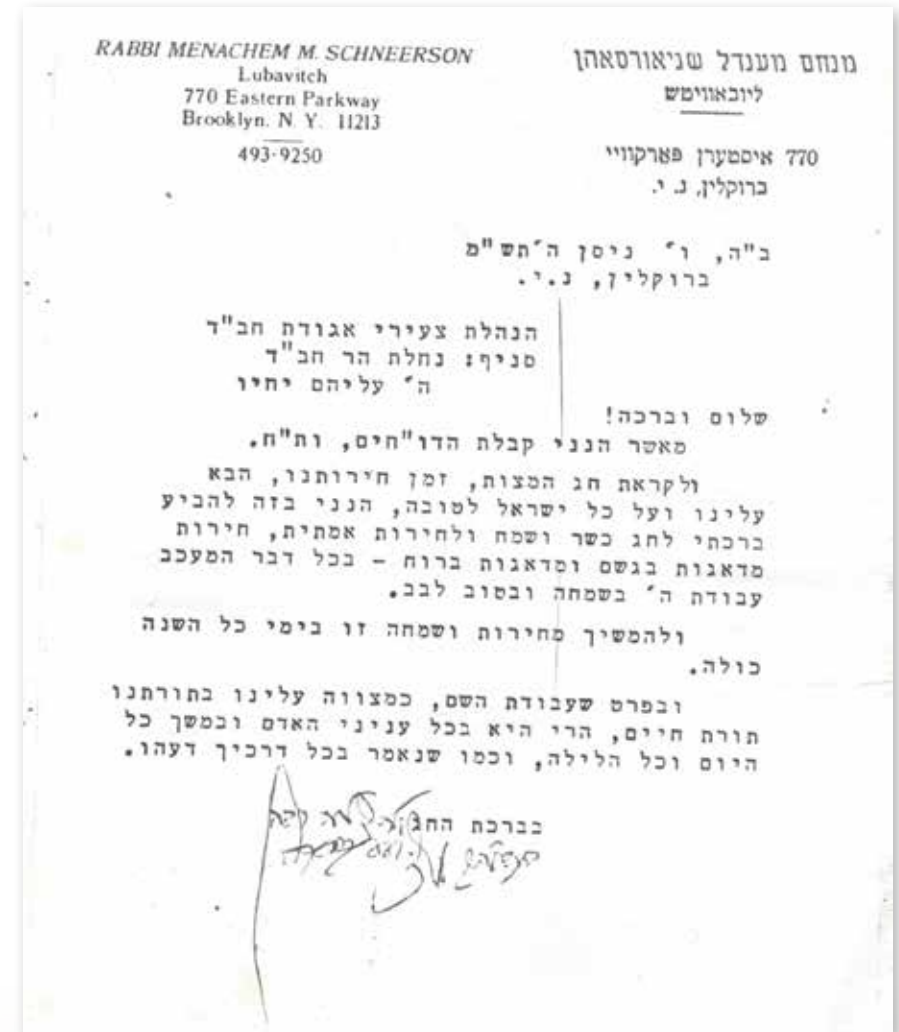 RABBI MENACHEM M. SCHNEERSON
Lubavitch
770 Eastern Parkway
Brooklyn. N. Y. 11213
493-9250
מנחם מענדל שניאורסאהן
ליובאוויטש
770 איסטערן פארקוויי
ברוקלין, נ. י.
ב"ה, ו׳ ניסן ה׳תש"מ
ברוקלין, נ.י.
הנהלת צעירי אגודת חב"ד
סניף: נחלת הר חב"ד
ה׳ עליהם יחיו
שלום וברכה!
מאשר הנני קבלת הדו"חים, ות"ח.
ולקראת חג המצות, זמן חירותנו, הבא
עלינו ועל כל ישראל לטובה, הנני בזה להביע
ברכתי לחג כשר ושמח ולחירות אמתית, חירות
מדאגות בגשם ומדאגות ברוח - בכל דבר המעכב
עבודת ה׳ בשמחה ובטוב לבב.
ולהמשיך מחירות ושמחה זו בימי כל השנה
כולה.
ובפרט שעבודת השם, כמצווה עלינו בתורתנו
תורת חיים, הרי היא בכל עניני האדם ובמשך כל
היום וכל הלילה, וכמו שנאמר בכל דרכיך דעהו.
בברכת החג